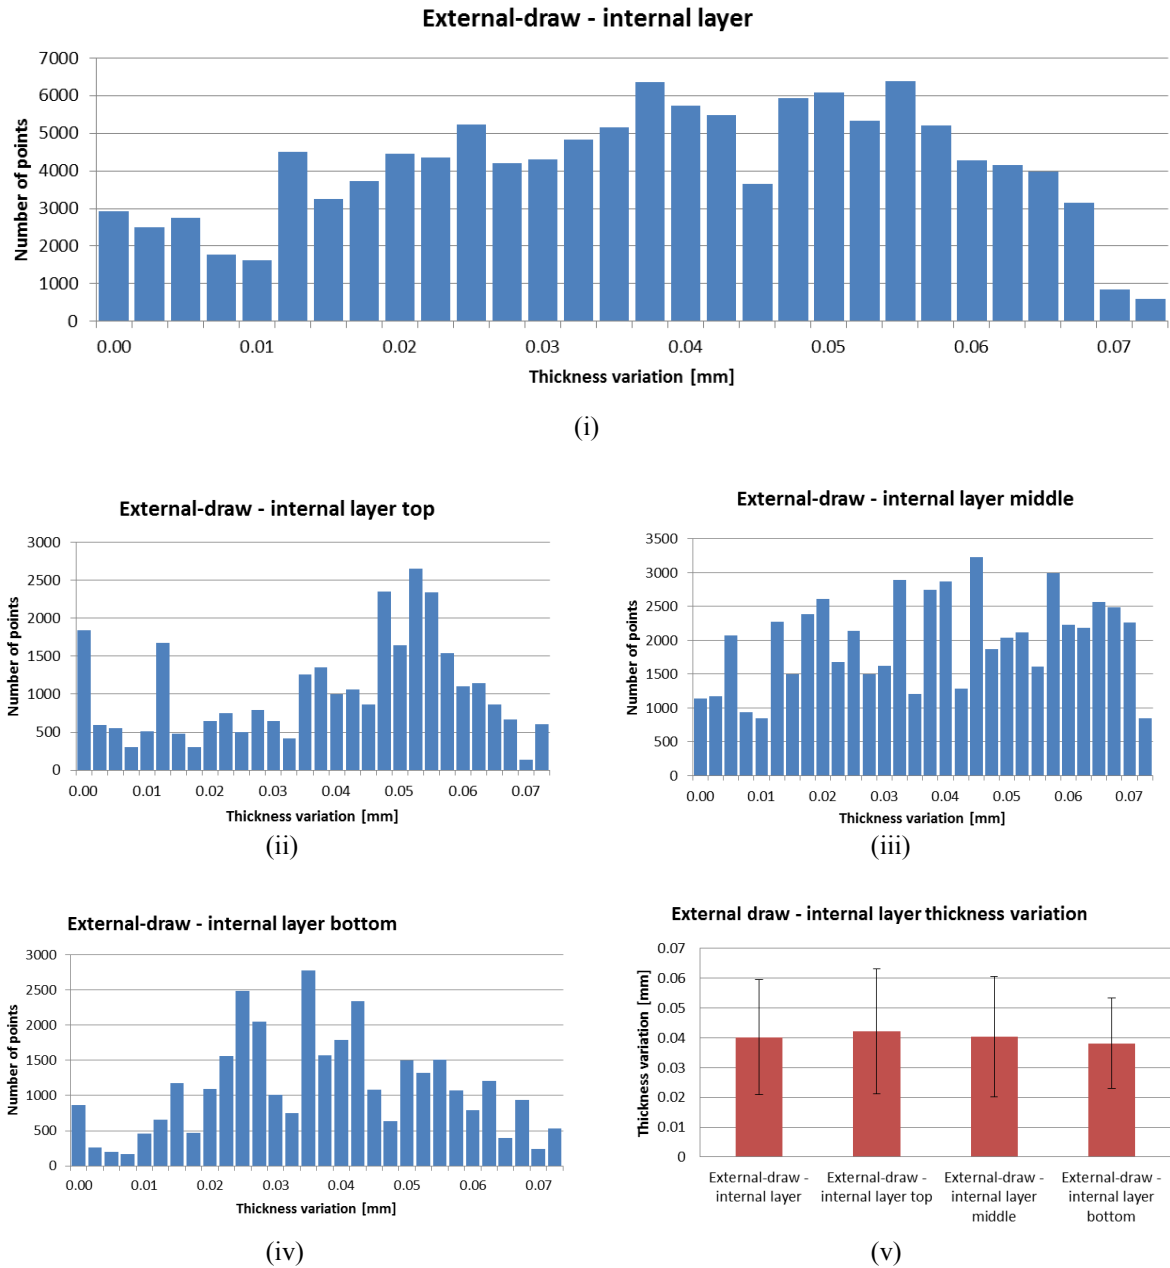 External-draw - internal layer
7000
6000
5000
4000
3000
2000
1000
0
Number of points
0.00 0.01 0.02 0.03 0.04 0.05 0.06 0.07
Thickness variation [mm]
(i)
External-draw - internal layer top
3000
2500
2000
1500
1000
500
0
Number of points
0.00 0.01 0.02 0.03 0.04 0.05 0.06 0.07
Thickness variation [mm]
(ii)
External-draw - internal layer middle
3500
3000
2500
2000
1500
1000
500
0
Number of points
0.00 0.01 0.02 0.03 0.04 0.05 0.06 0.07
Thickness variation [mm]
(iii)
External-draw - internal layer bottom
3000
2500
2000
1500
1000
500
0
Number of points
0.00 0.01 0.02 0.03 0.04 0.05 0.06 0.07
Thickness variation [mm]
(iv)
External draw - internal layer thickness variation
0.07
0.06
0.05
0.04
0.03
0.02
0.01
0
Thickness variation [mm]
External-draw -
internal layer
External-draw -
internal layer top
External-draw -
internal layer
middle
External-draw -
internal layer
bottom
(v)